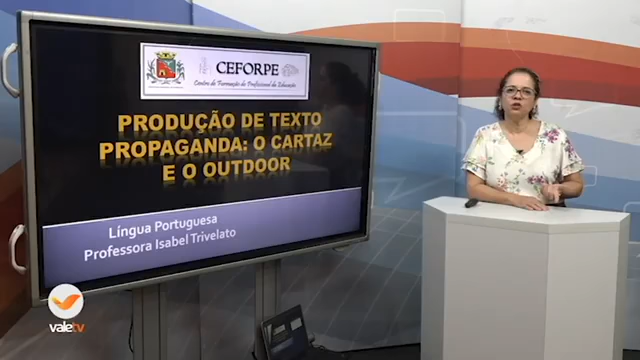 CEFORPE
Centro de Formação do Profissional da Educação
PRODUÇÃO DE TEXTO
PROPAGANDA: O CARTAZ
E O OUTDOOR
Língua Portuguesa
Professora Isabel Trivelato
valetv